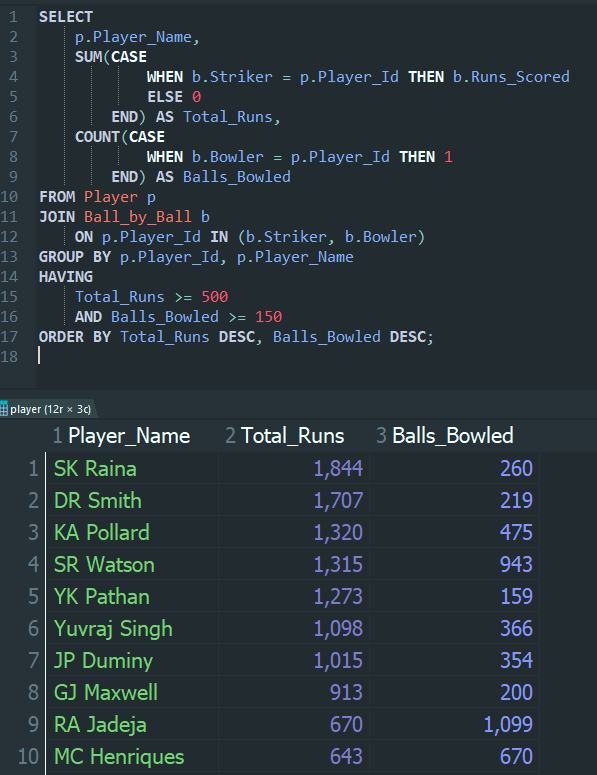 1 SELECT
2 p.Player_Name,
3 SUM(CASE
4 WHEN b.Striker = p.Player_Id THEN b.Runs_Scored
5 ELSE 0
6 END) AS Total_Runs,
7 COUNT(CASE
8 WHEN b.Bowler = p.Player_Id THEN 1
9 END) AS Balls_Bowled
10 FROM Player p
11 JOIN Ball_by_Ball b
12 ON p.Player_Id IN (b.Striker, b.Bowler)
13 GROUP BY p.Player_Id, p.Player_Name
14 HAVING
15 Total_Runs >= 500
16 AND Balls_Bowled >= 150
17 ORDER BY Total_Runs DESC, Balls_Bowled DESC;
18
player (12r × 3c)
1 Player_Name 2 Total_Runs 3 Balls_Bowled
1 SK Raina 1,844 260
2 DR Smith 1,707 219
3 KA Pollard 1,320 475
4 SR Watson 1,315 943
5 YK Pathan 1,273 159
6 Yuvraj Singh 1,098 366
7 JP Duminy 1,015 354
8 GJ Maxwell 913 200
9 RA Jadeja 670 1,099
10 MC Henriques 643 670